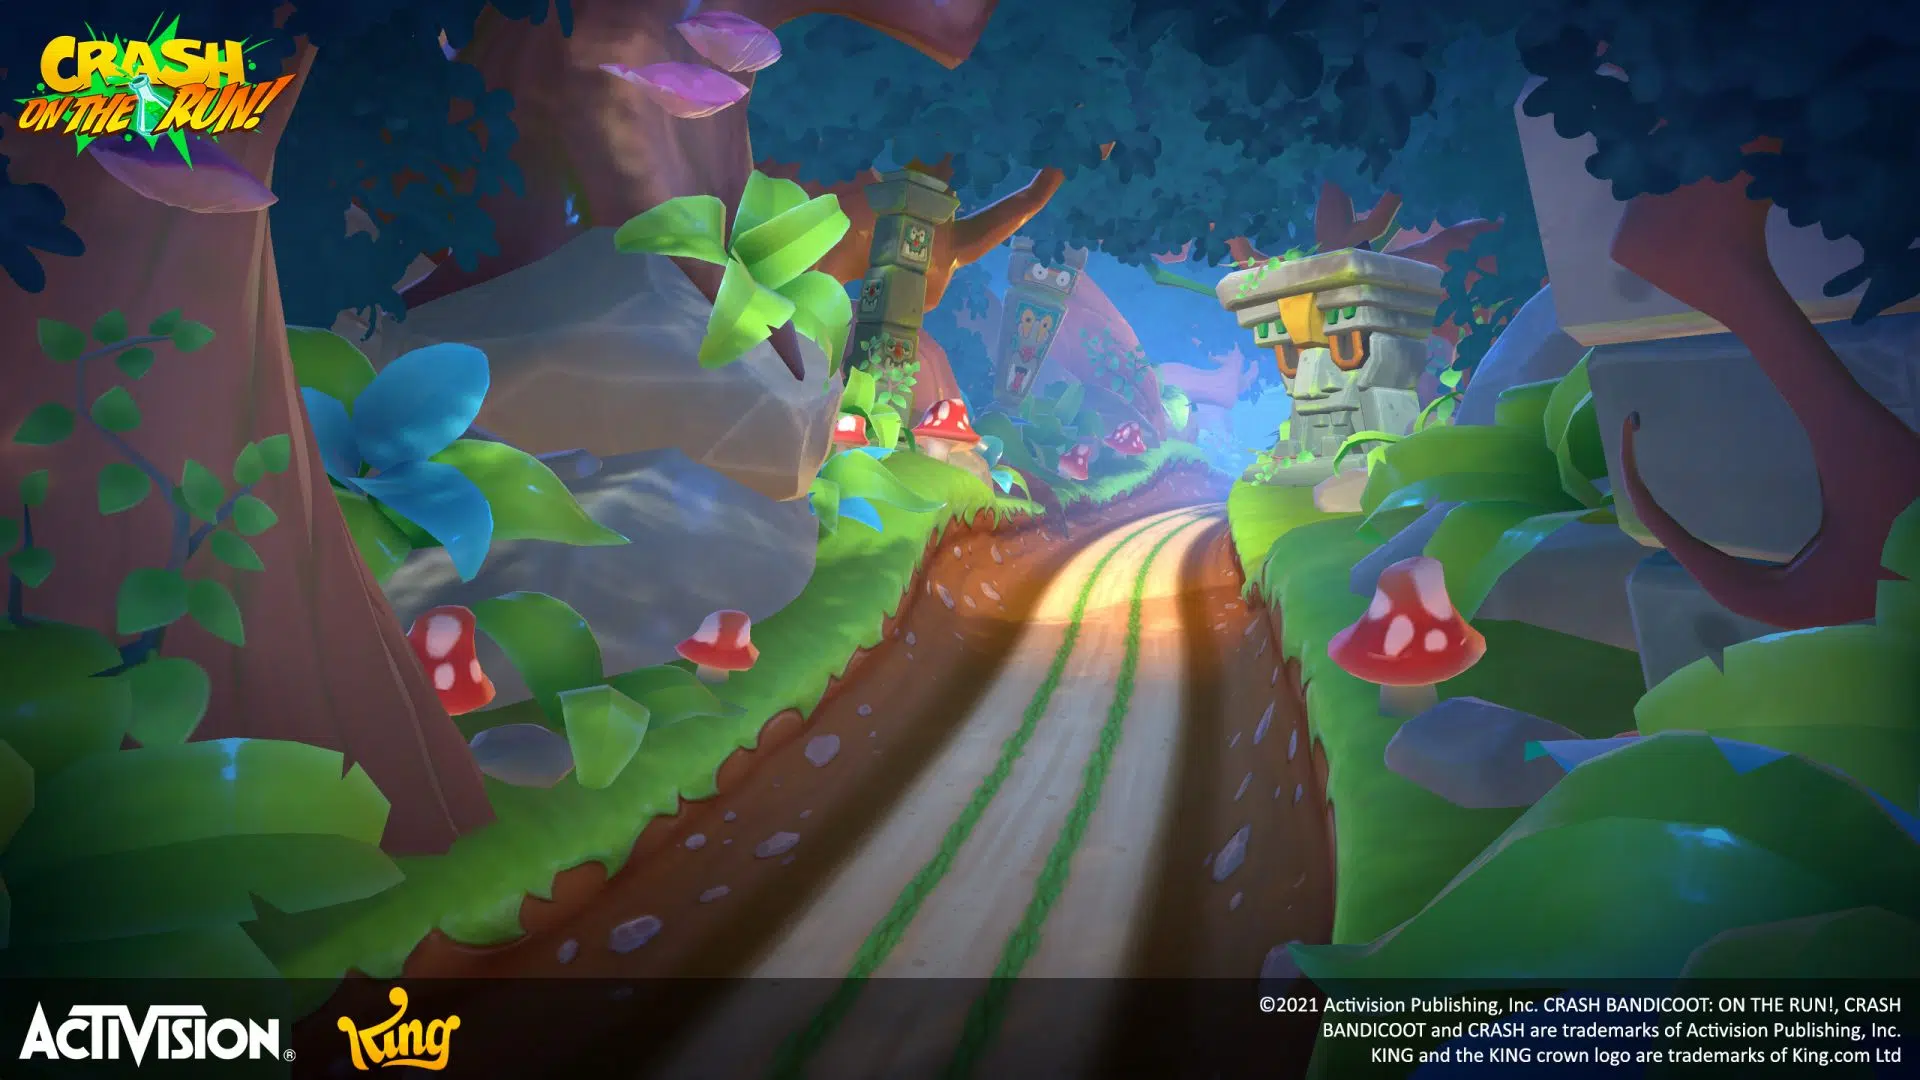 CRASH
ON THE RUN!
ACTIVISION®
King
©2021 Activision Publishing, Inc. CRASH BANDICOOT: ON THE RUN!, CRASH
BANDICOOT and CRASH are trademarks of Activision Publishing, Inc.
KING and the KING crown logo are trademarks of King.com Ltd